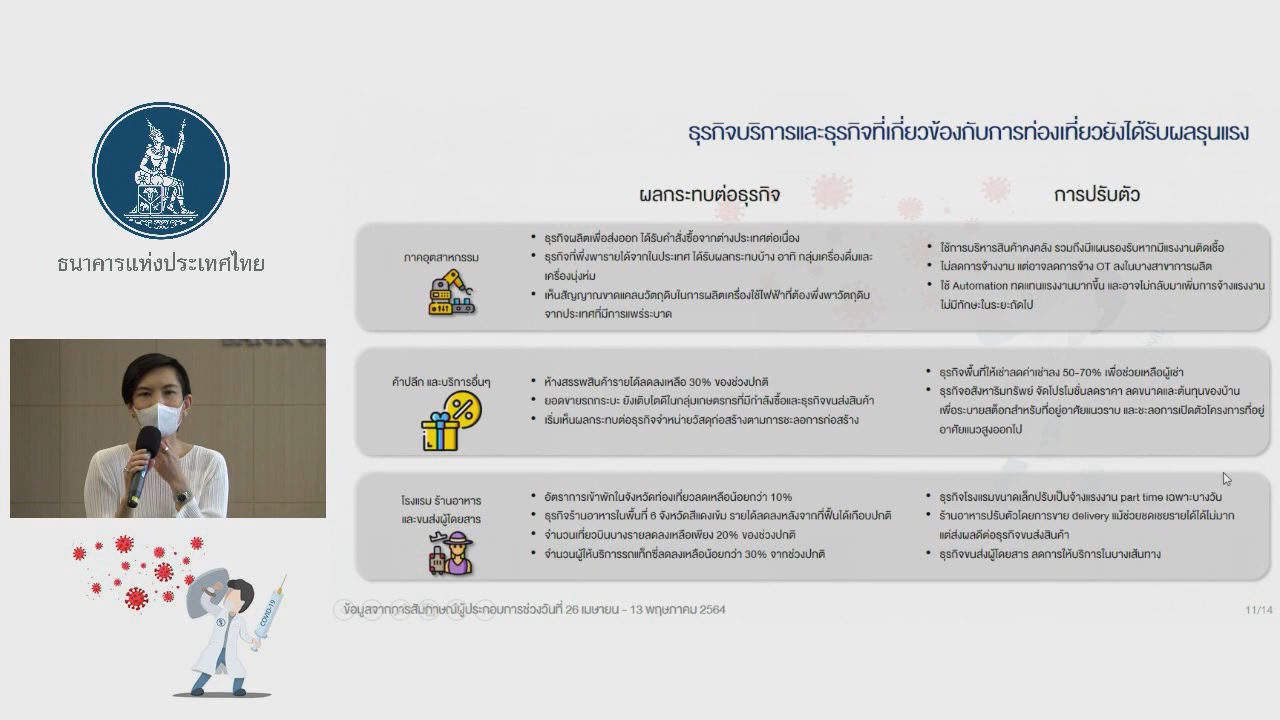 ธุรกิจบริการและธุรกิจที่เกี่ยวข้องกับการท่องเที่ยวยังได้รับผลรุนแรง
ธนาคารแห่งประเทศไทย
ผลกระทบต่อธุรกิจ
การปรับตัว
ภาคอุตสาหกรรม
• ธุรกิจผลิตเพื่อส่งออก ได้รับคำสั่งซื้อจากต่างประเทศต่อเนื่อง
• ธุรกิจที่พึ่งพารายได้จากในประเทศ ได้รับผลกระทบบ้าง อาทิ กลุ่มเครื่องดื่มและ
เครื่องนุ่งห่ม
• เห็นสัญญาณขาดแคลนวัตถุดิบในการผลิตเครื่องใช้ไฟฟ้าที่ต้องพึ่งพาวัตถุดิบ
จากประเทศที่มีการแพร่ระบาด
• ใช้การบริหารสินค้าคงคลัง รวมถึงมีแผนรองรับหากมีแรงงานติดเชื้อ
• ไม่ลดการจ้างงาน แต่อาจลดการจ้าง OT ลงในบางสาขาการผลิต
• ใช้ Automation ทดแทนแรงงานมากขึ้น และอาจไม่กลับมาเพิ่มการจ้างแรงงาน
ไม่มีทักษะในระยะถัดไป
ค้าปลีก และบริการอื่นๆ
• ห้างสรรพสินค้ารายได้ลดลงเหลือ 30% ของช่วงปกติ
• ยอดขายรถกระบะ ยังเติบโตดีในกลุ่มเกษตรกรที่มีกำลังซื้อและธุรกิจขนส่งสินค้า
• เริ่มเห็นผลกระทบต่อธุรกิจจำหน่ายวัสดุก่อสร้างตามการชะลอการก่อสร้าง
• ธุรกิจพื้นที่ให้เช่าลดค่าเช่าลง 50-70% เพื่อช่วยเหลือผู้เช่า
• ธุรกิจอสังหาริมทรัพย์ จัดโปรโมชั่นลดราคา ลดขนาดและต้นทุนของบ้าน
เพื่อระบายสต็อกสำหรับที่อยู่อาศัยแนวราบ และชะลอการเปิดตัวโครงการที่อยู่
อาศัยแนวสูงออกไป
โรงแรม ร้านอาหาร
และขนส่งผู้โดยสาร
• อัตราการเข้าพักในจังหวัดท่องเที่ยวลดเหลือน้อยกว่า 10%
• ธุรกิจร้านอาหารในพื้นที่ 6 จังหวัดสีแดงเข้ม รายได้ลดลงหลังจากที่ฟื้นได้เกือบปกติ
• จำนวนเที่ยวบินบางรายลดลงเหลือเพียง 20% ของช่วงปกติ
• จำนวนผู้ให้บริการรถแท็กซี่ลดลงเหลือน้อยกว่า 30% จากช่วงปกติ
• ธุรกิจโรงแรมขนาดเล็กปรับเป็นจ้างแรงงาน part time เฉพาะบางวัน
• ร้านอาหารปรับตัวโดยการขาย delivery แม้ช่วยชดเชยรายได้ได้ไม่มาก
แต่ส่งผลดีต่อธุรกิจขนส่งสินค้า
• ธุรกิจขนส่งผู้โดยสาร ลดการให้บริการในบางเส้นทาง
COVID-19
ข้อมูลจากการสัมภาษณ์ผู้ประกอบการช่วงวันที่ 26 เมษายน - 13 พฤษภาคม 2564
11/14